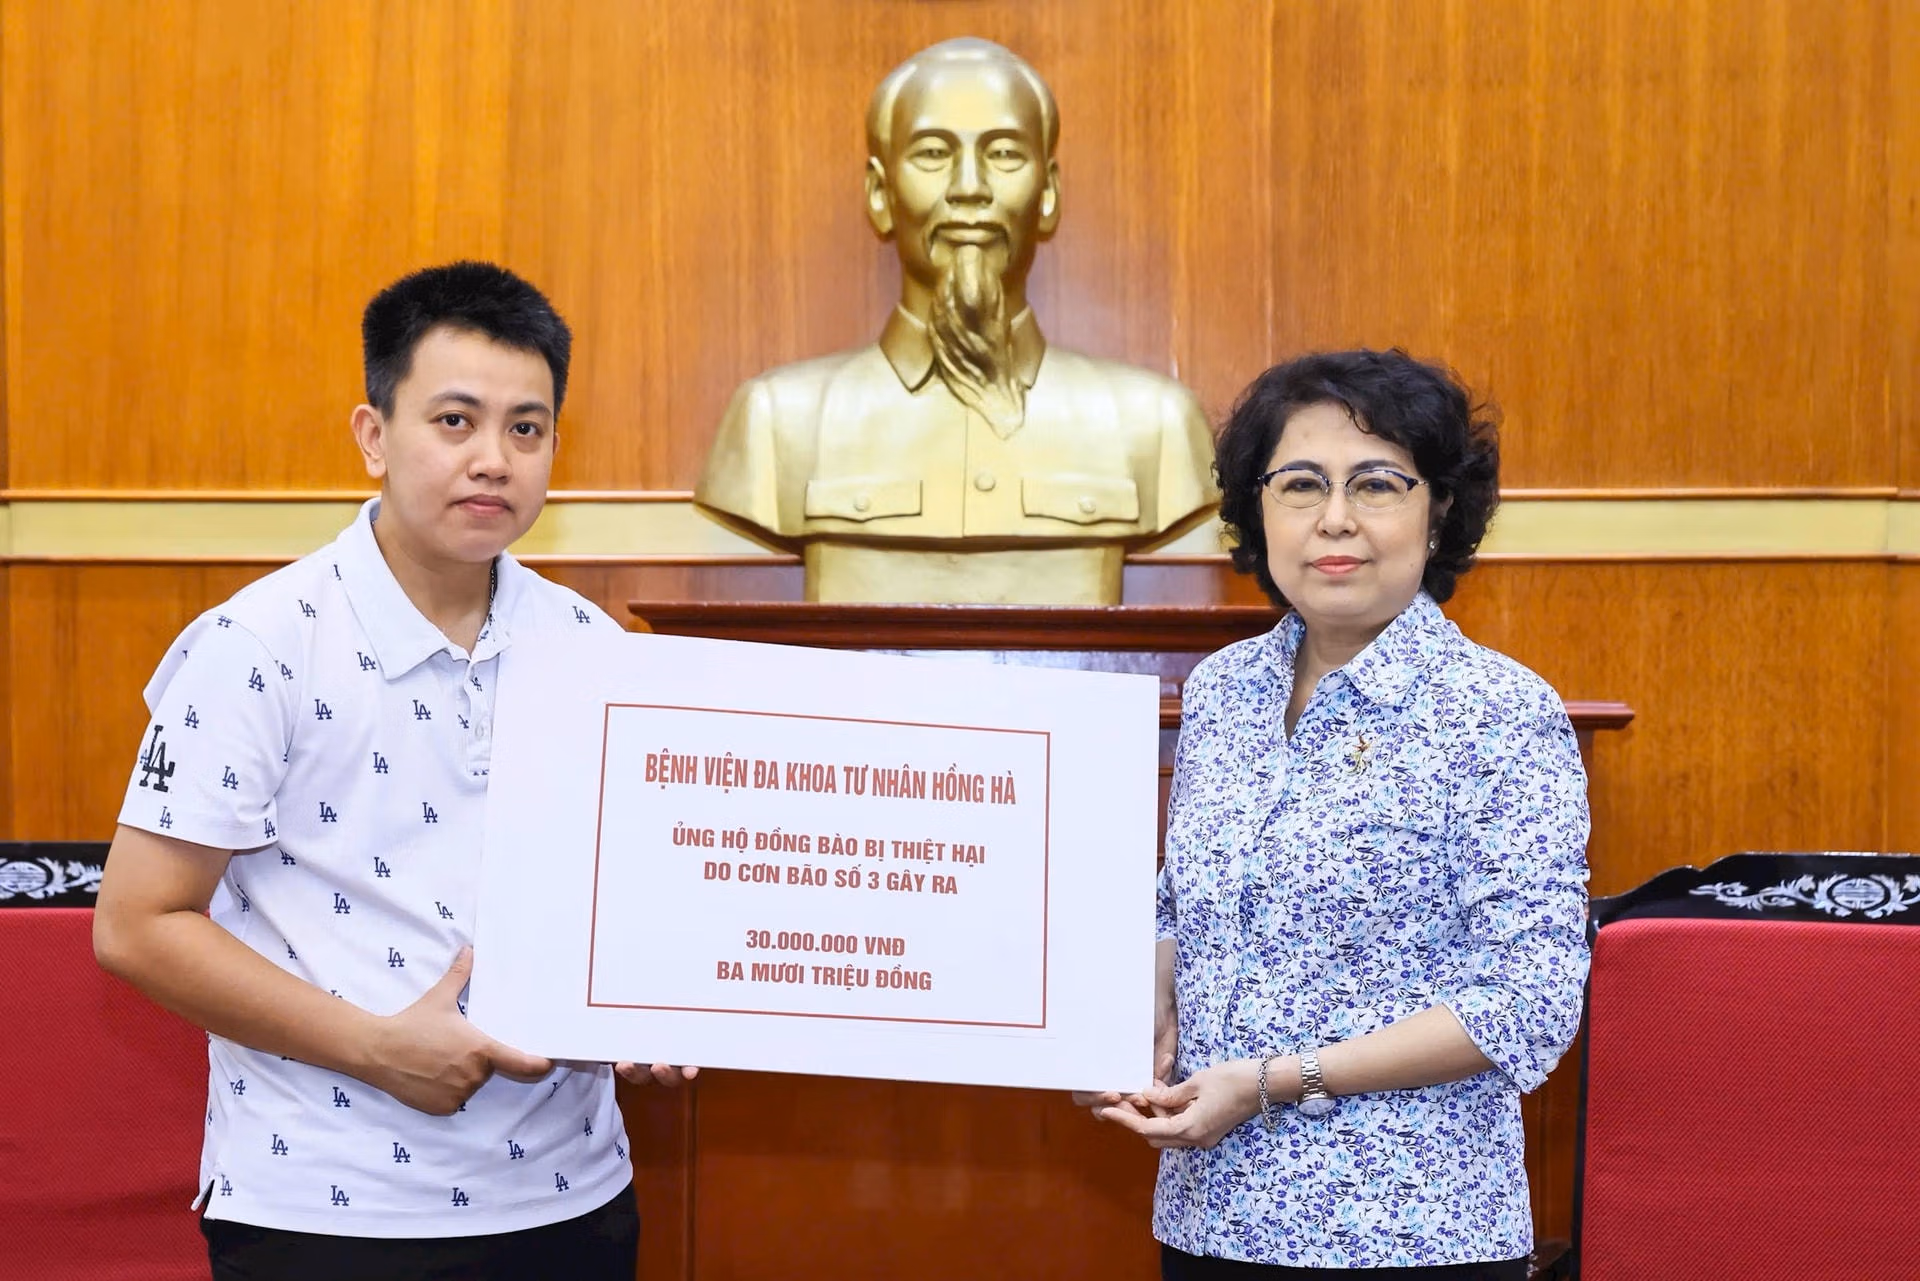 BỆNH VIỆN ĐA KHOA TƯ NHÂN HỒNG HÀ
ỦNG HỘ ĐỒNG BÀO BỊ THIỆT HẠI
DO CƠN BÃO SỐ 3 GÂY RA
30.000.000 VNĐ
BA MƯƠI TRIỆU ĐỒNG
LA